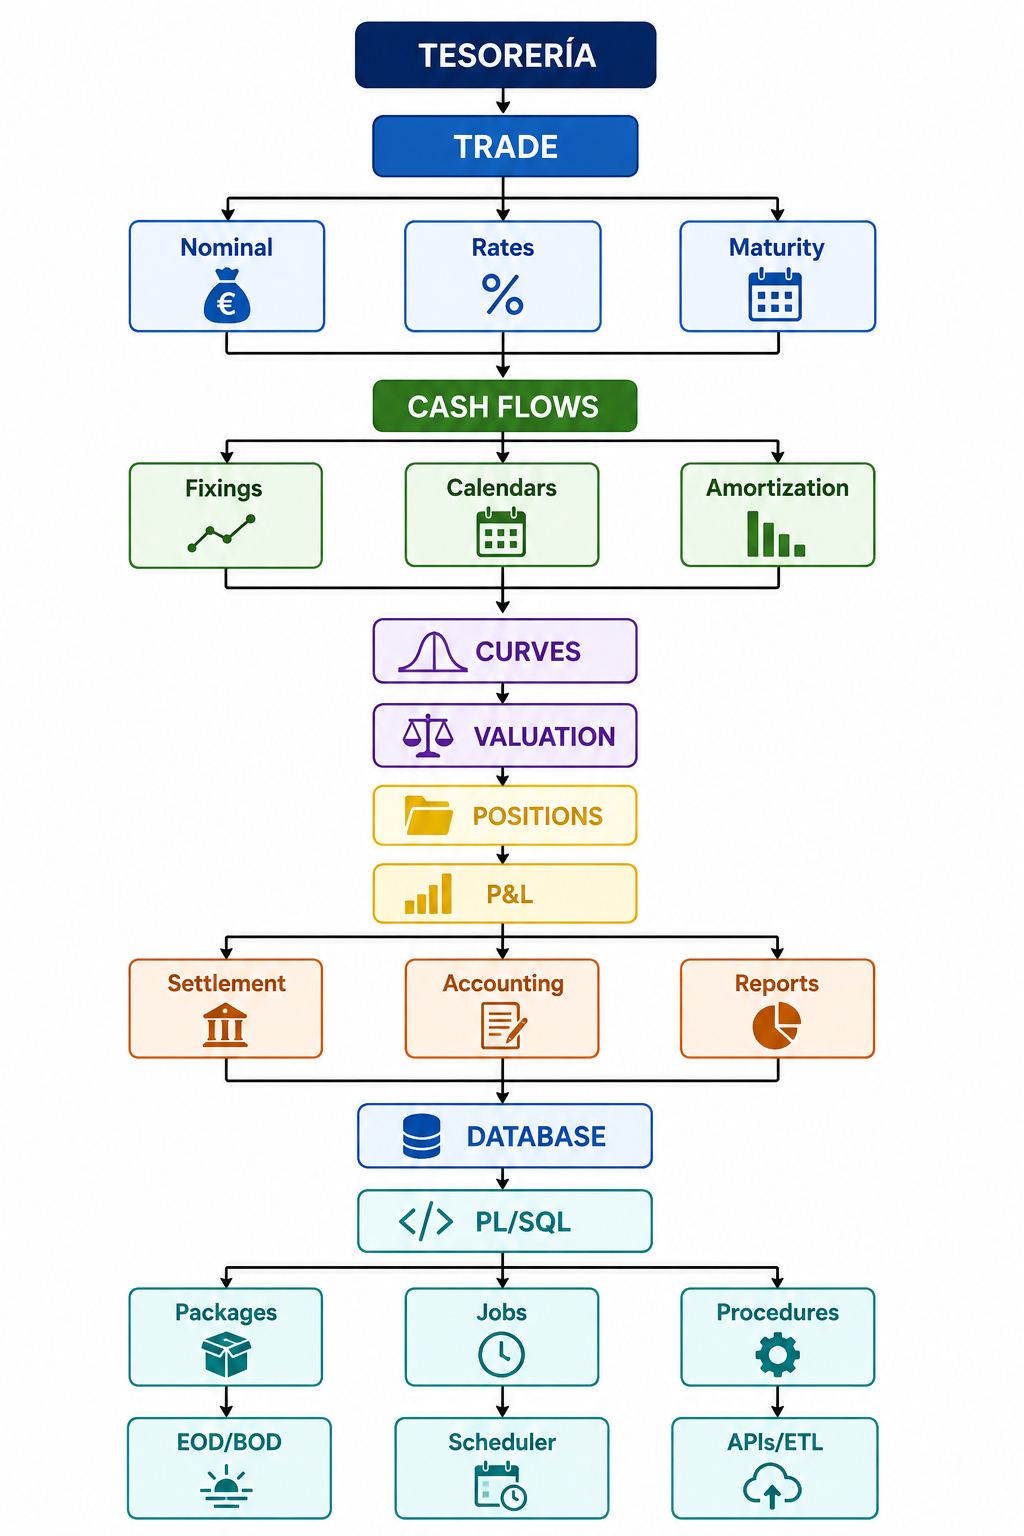 TESORERÍA
TRADE
Nominal
Rates
Maturity
€
%
CASH FLOWS
Fixings
Calendars
Amortization
CURVES
VALUATION
POSITIONS
P&L
Settlement
Accounting
Reports
DATABASE
</> PL/SQL
Packages
Jobs
Procedures
EOD/BOD
Scheduler
APIs/ETL